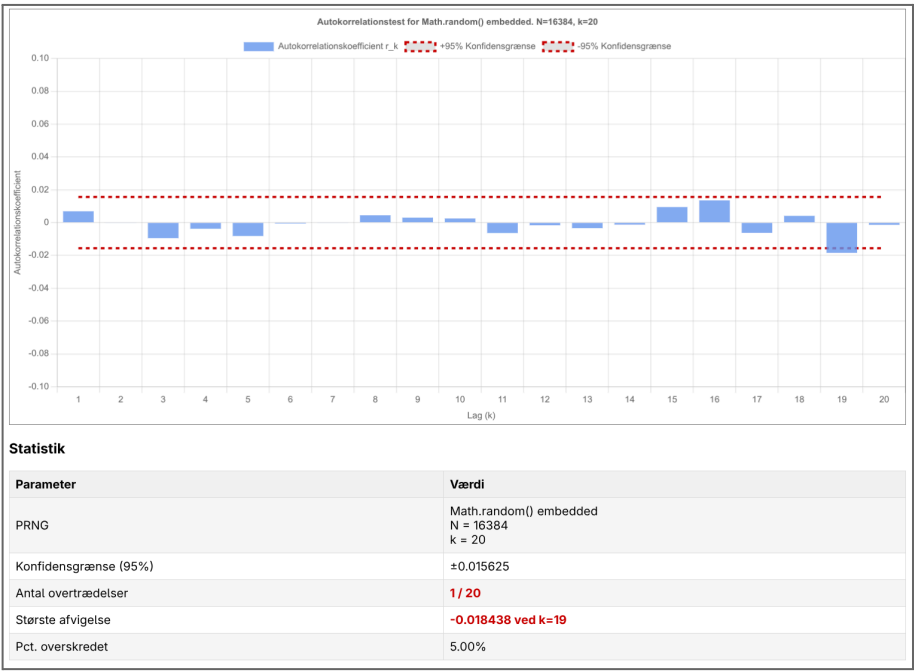 Autokorrelationstest for Math.random() embedded. N=16384, k=20
Autokorrelationskoefficient r_k +95% Konfidensgrænse -95% Konfidensgrænse
0.10
0.08
0.06
0.04
0.02
0
-0.02
-0.04
-0.06
-0.08
-0.10
Autokorrelationskoefficient
1 2 3 4 5 6 7 8 9 10 11 12 13 14 15 16 17 18 19 20
Lag (k)
Statistik
Parameter Værdi
PRNG
Math.random() embedded
N = 16384
k = 20
Konfidensgrænse (95%) ±0.015625
Antal overtrædelser 1 / 20
Største afvigelse -0.018438 ved k=19
Pct. overskredet 5.00%